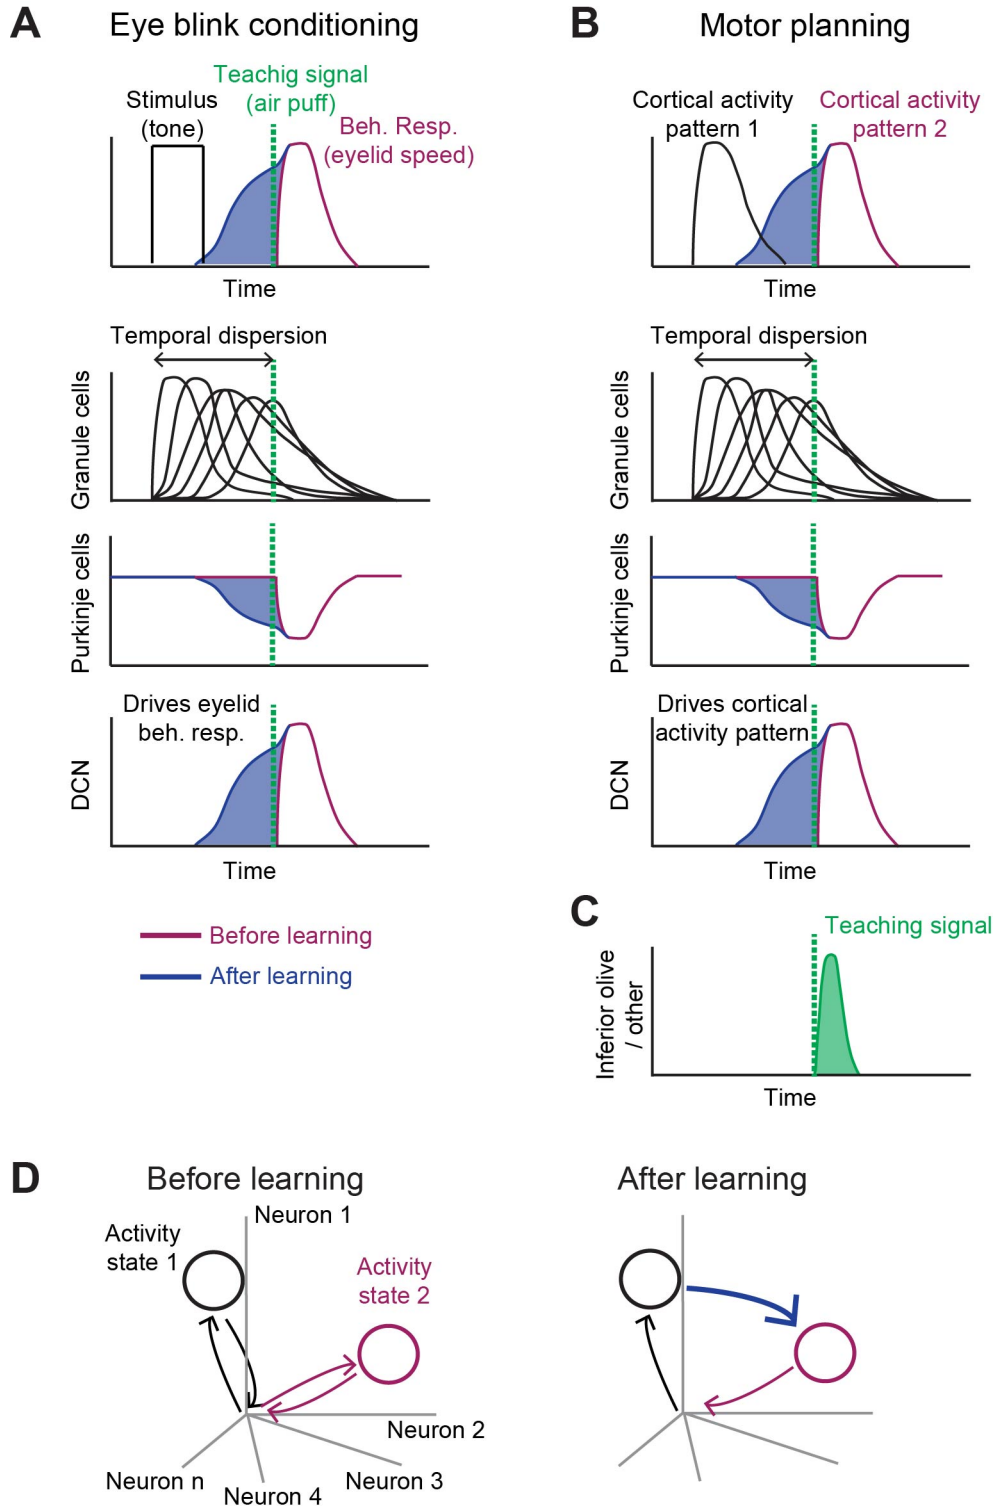 A
Eye blink conditioning
Teachig signal
(air puff)
Stimulus
(tone)
Beh. Resp.
(eyelid speed)
Time
Temporal dispersion
Granule cells
Purkinje cells
Drives eyelid
beh. resp.
DCN
Time
Before learning
After learning
B
Motor planning
Cortical activity
pattern 1
Cortical activity
pattern 2
Time
Temporal dispersion
Granule cells
Purkinje cells
Drives cortical
activity pattern
DCN
Time
C
Teaching signal
Inferior olive
/ other
Time
D
Before learning
Neuron 1
Activity
state 1
Activity
state 2
Neuron 2
Neuron 3
Neuron 4
Neuron n
After learning